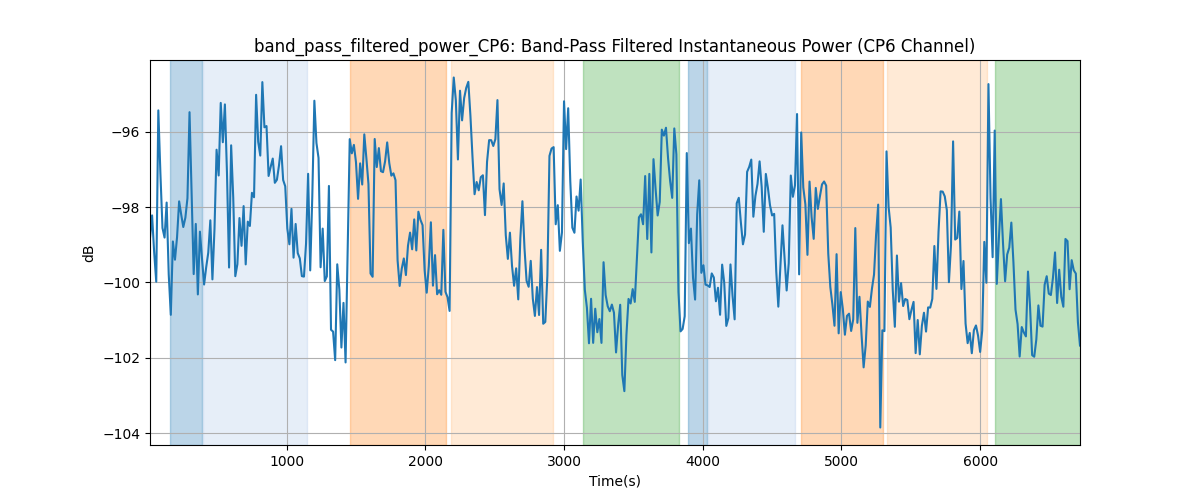 band_pass_filtered_power_CP6: Band-Pass Filtered Instantaneous Power (CP6 Channel)
−96
−98
−100
−102
−104
dB
1000 2000 3000 4000 5000 6000
Time(s)